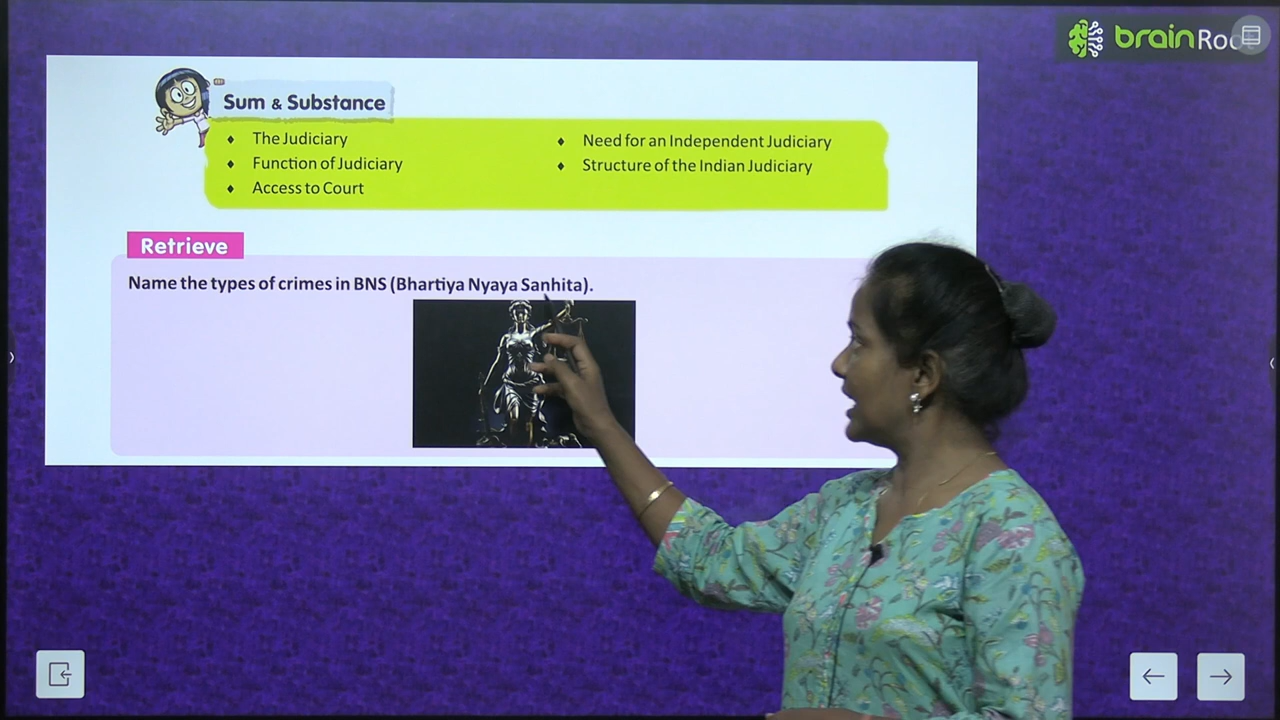 brainRoot
Sum & Substance
The Judiciary
Function of Judiciary
Access to Court
Need for an Independent Judiciary
Structure of the Indian Judiciary
Retrieve
Name the types of crimes in BNS (Bhartiya Nyaya Sanhita).